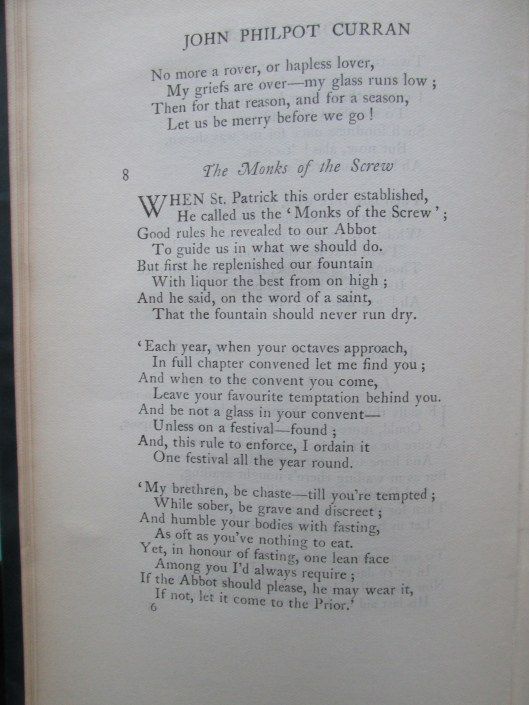 JOHN PHILPOT CURRAN
No more a rover, or hapless lover,
My griefs are over—my glass runs low ;
Then for that reason, and for a season,
Let us be merry before we go !
8 The Monks of the Screw
WHEN St. Patrick this order established,
He called us the ‘ Monks of the Screw ’ ;
Good rules he revealed to our Abbot
To guide us in what we should do.
But first he replenished our fountain
With liquor the best from on high ;
And he said, on the word of a saint,
That the fountain should never run dry.
‘ Each year, when your octaves approach,
In full chapter convened let me find you ;
And when to the convent you come,
Leave your favourite temptation behind you.
And be not a glass in your convent—
Unless on a festival—found ;
And, this rule to enforce, I ordain it
One festival all the year round.
‘ My brethren, be chaste—till you're tempted ;
While sober, be grave and discreet ;
And humble your bodies with fasting,
As oft as you've nothing to eat.
Yet, in honour of fasting, one lean face
Among you I'd always require ;
If the Abbot should please, he may wear it,
If not, let it come to the Prior.’
6